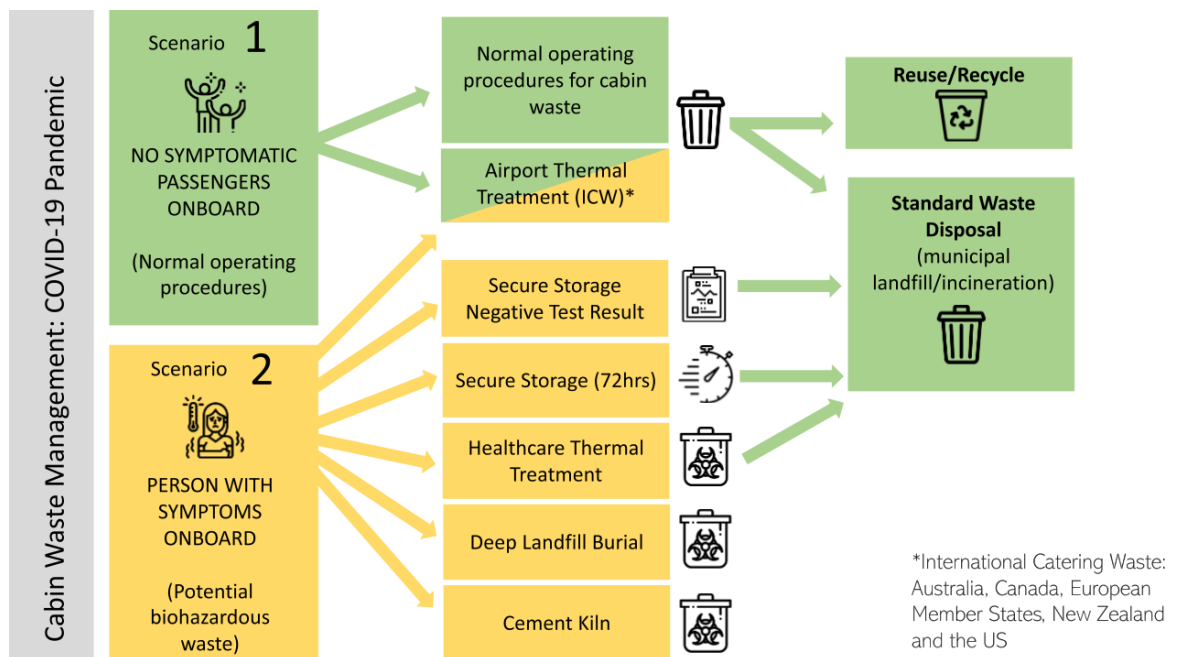 Cabin Waste Management: COVID-19 Pandemic
Scenario 1
NO SYMPTOMATIC
PASSENGERS
ONBOARD
(Normal operating
procedures)
Scenario 2
PERSON WITH
SYMPTOMS
ONBOARD
(Potential
biohazardous
waste)
Normal operating
procedures for cabin
waste
Airport Thermal
Treatment (ICW)*
Secure Storage
Negative Test Result
Secure Storage (72hrs)
Healthcare Thermal
Treatment
Deep Landfill Burial
Cement Kiln
Reuse/Recycle
Standard Waste
Disposal
(municipal
landfill/incineration)
*International Catering Waste:
Australia, Canada, European
Member States, New Zealand
and the US